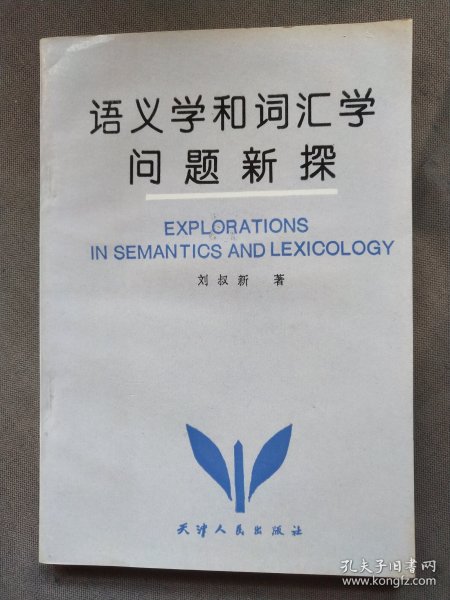 语义学和词汇学
问题新探
EXPLORATIONS
IN SEMANTICS AND LEXICOLOGY
刘叔新 著
天津人民出版社
孔夫子旧书网
www.kongfz.com